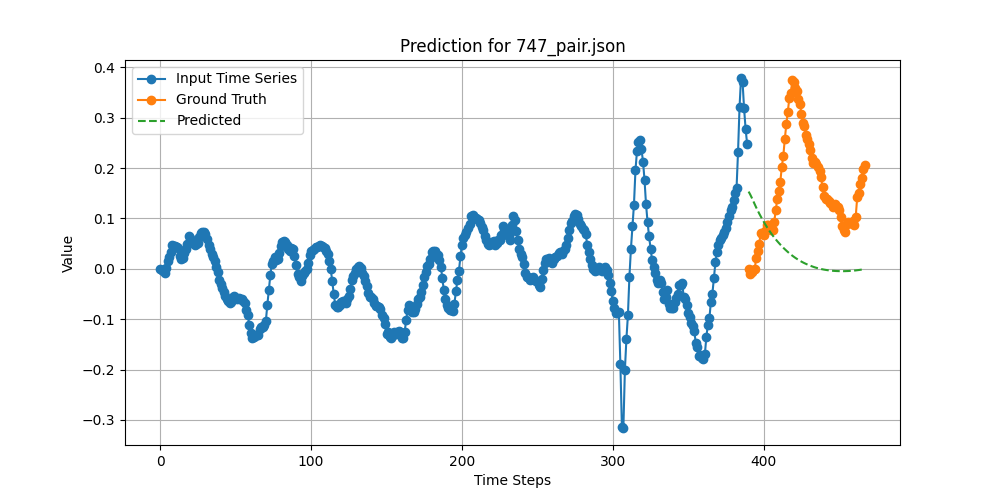 Prediction for 747_pair.json
Input Time Series
Ground Truth
Predicted
0.4
0.3
0.2
0.1
0.0
−0.1
−0.2
−0.3
Value
0 100 200 300 400
Time Steps